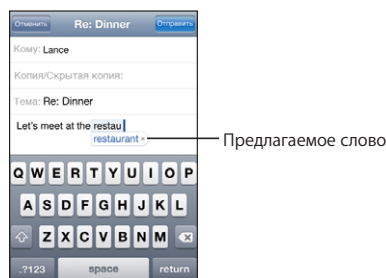 Отменить Re: Dinner Отправить
Кому: Lance
Копия/Скрытая копия:
Тема: Re: Dinner
Let's meet at the restau
restaurant ×
Предлагаемое слово
Q W E R T Y U I O P
A S D F G H J K L
Z X C V B N M
.?123 space return